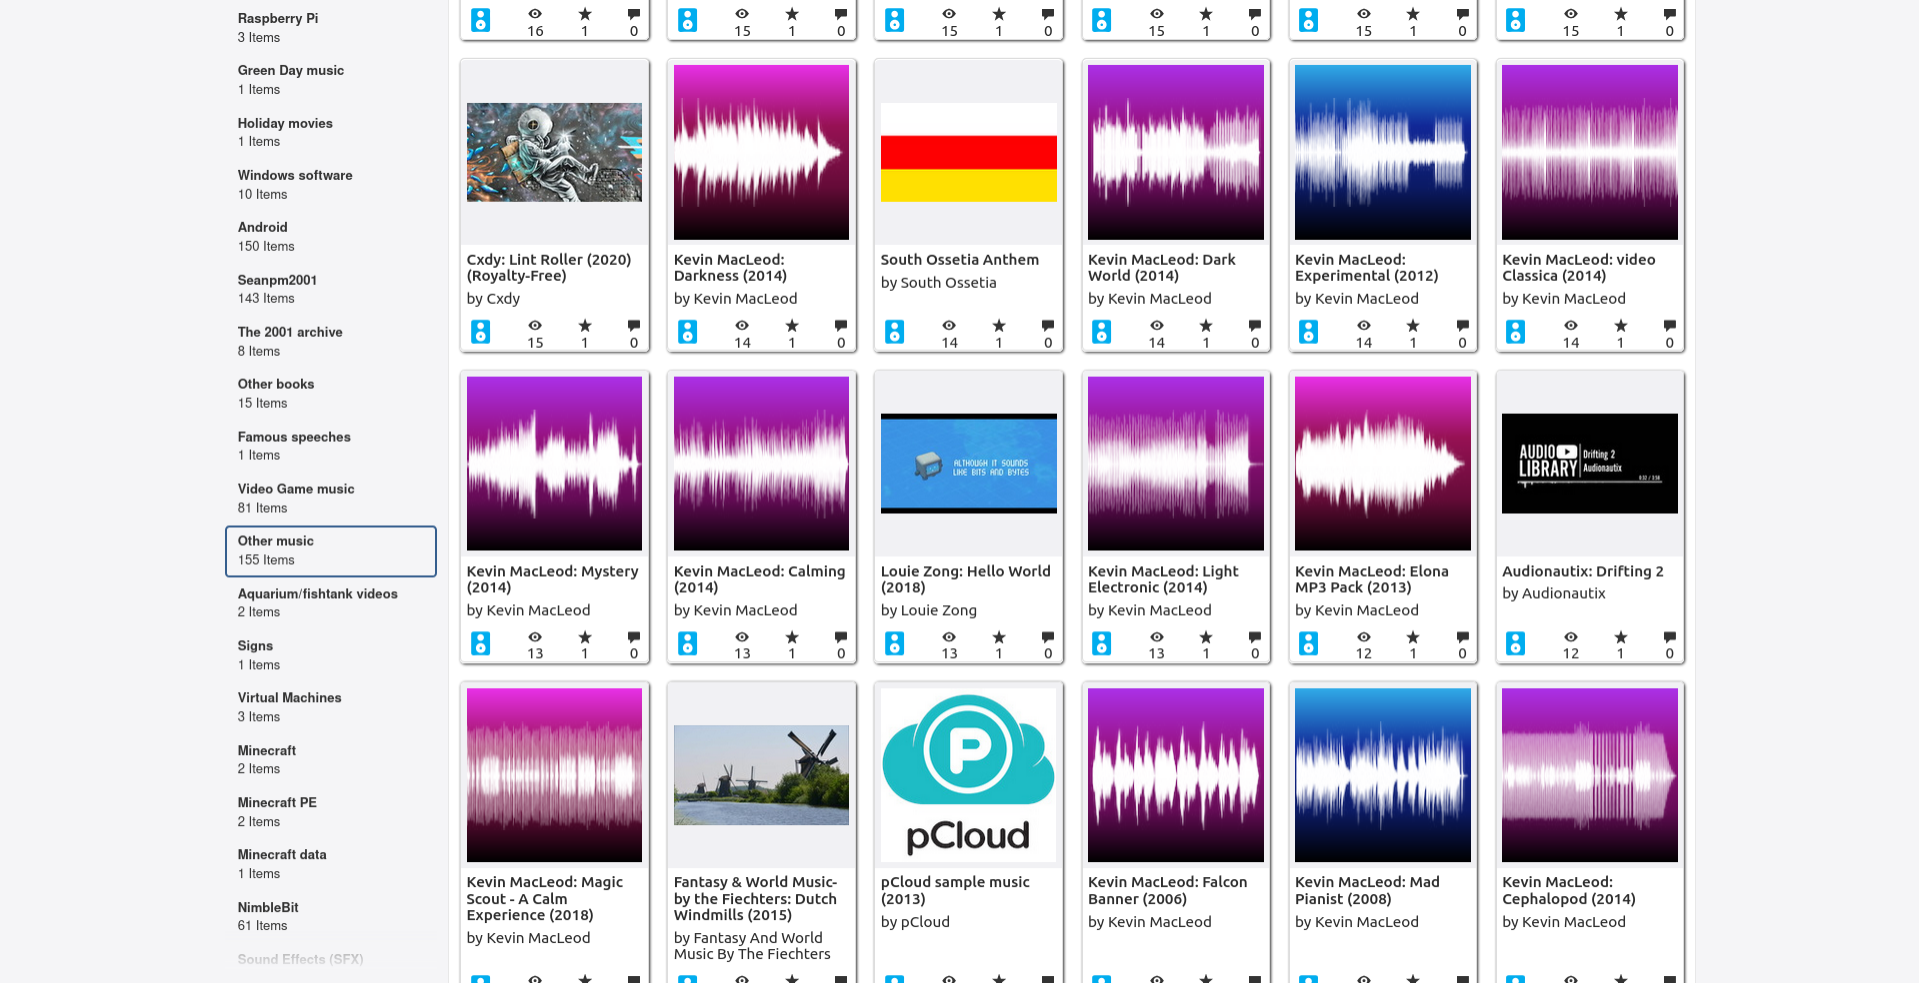 Raspberry Pi
3 Items
Green Day music
1 Items
Holiday movies
1 Items
Windows software
10 Items
Android
150 Items
Seanpm2001
143 Items
The 2001 archive
8 Items
Other books
15 Items
Famous speeches
1 Items
Video Game music
81 Items
Other music
155 Items
Aquarium/fishtank videos
2 Items
Signs
1 Items
Virtual Machines
3 Items
Minecraft
2 Items
Minecraft PE
2 Items
Minecraft data
1 Items
NimbleBit
61 Items
Sound Effects (SFX)
16 1 0
15 1 0
15 1 0
15 1 0
15 1 0
15 1 0
Cxdy: Lint Roller (2020)
(Royalty-Free)
by Cxdy
15 1 0
Kevin MacLeod:
Darkness (2014)
by Kevin MacLeod
14 1 0
South Ossetia Anthem
by South Ossetia
14 1 0
Kevin MacLeod: Dark
World (2014)
by Kevin MacLeod
14 1 0
Kevin MacLeod:
Experimental (2012)
by Kevin MacLeod
14 1 0
Kevin MacLeod: video
Classica (2014)
by Kevin MacLeod
14 1 0
Kevin MacLeod: Mystery
(2014)
by Kevin MacLeod
13 1 0
Kevin MacLeod: Calming
(2014)
by Kevin MacLeod
13 1 0
ALTHOUGH IT SOUNDS
LIKE BITS AND BYTES
Louie Zong: Hello World
(2018)
by Louie Zong
13 1 0
Kevin MacLeod: Light
Electronic (2014)
by Kevin MacLeod
13 1 0
Kevin MacLeod: Elona
MP3 Pack (2013)
by Kevin MacLeod
12 1 0
AUDIO
LIBRARY
Drifting 2
Audionautix
Audionautix: Drifting 2
by Audionautix
12 1 0
Kevin MacLeod: Magic
Scout - A Calm
Experience (2018)
by Kevin MacLeod
Fantasy & World Music-
by the Fiechters: Dutch
Windmills (2015)
by Fantasy And World
Music By The Fiechters
P
pCloud
pCloud sample music
(2013)
by pCloud
Kevin MacLeod: Falcon
Banner (2006)
by Kevin MacLeod
Kevin MacLeod: Mad
Pianist (2008)
by Kevin MacLeod
Kevin MacLeod:
Cephalopod (2014)
by Kevin MacLeod